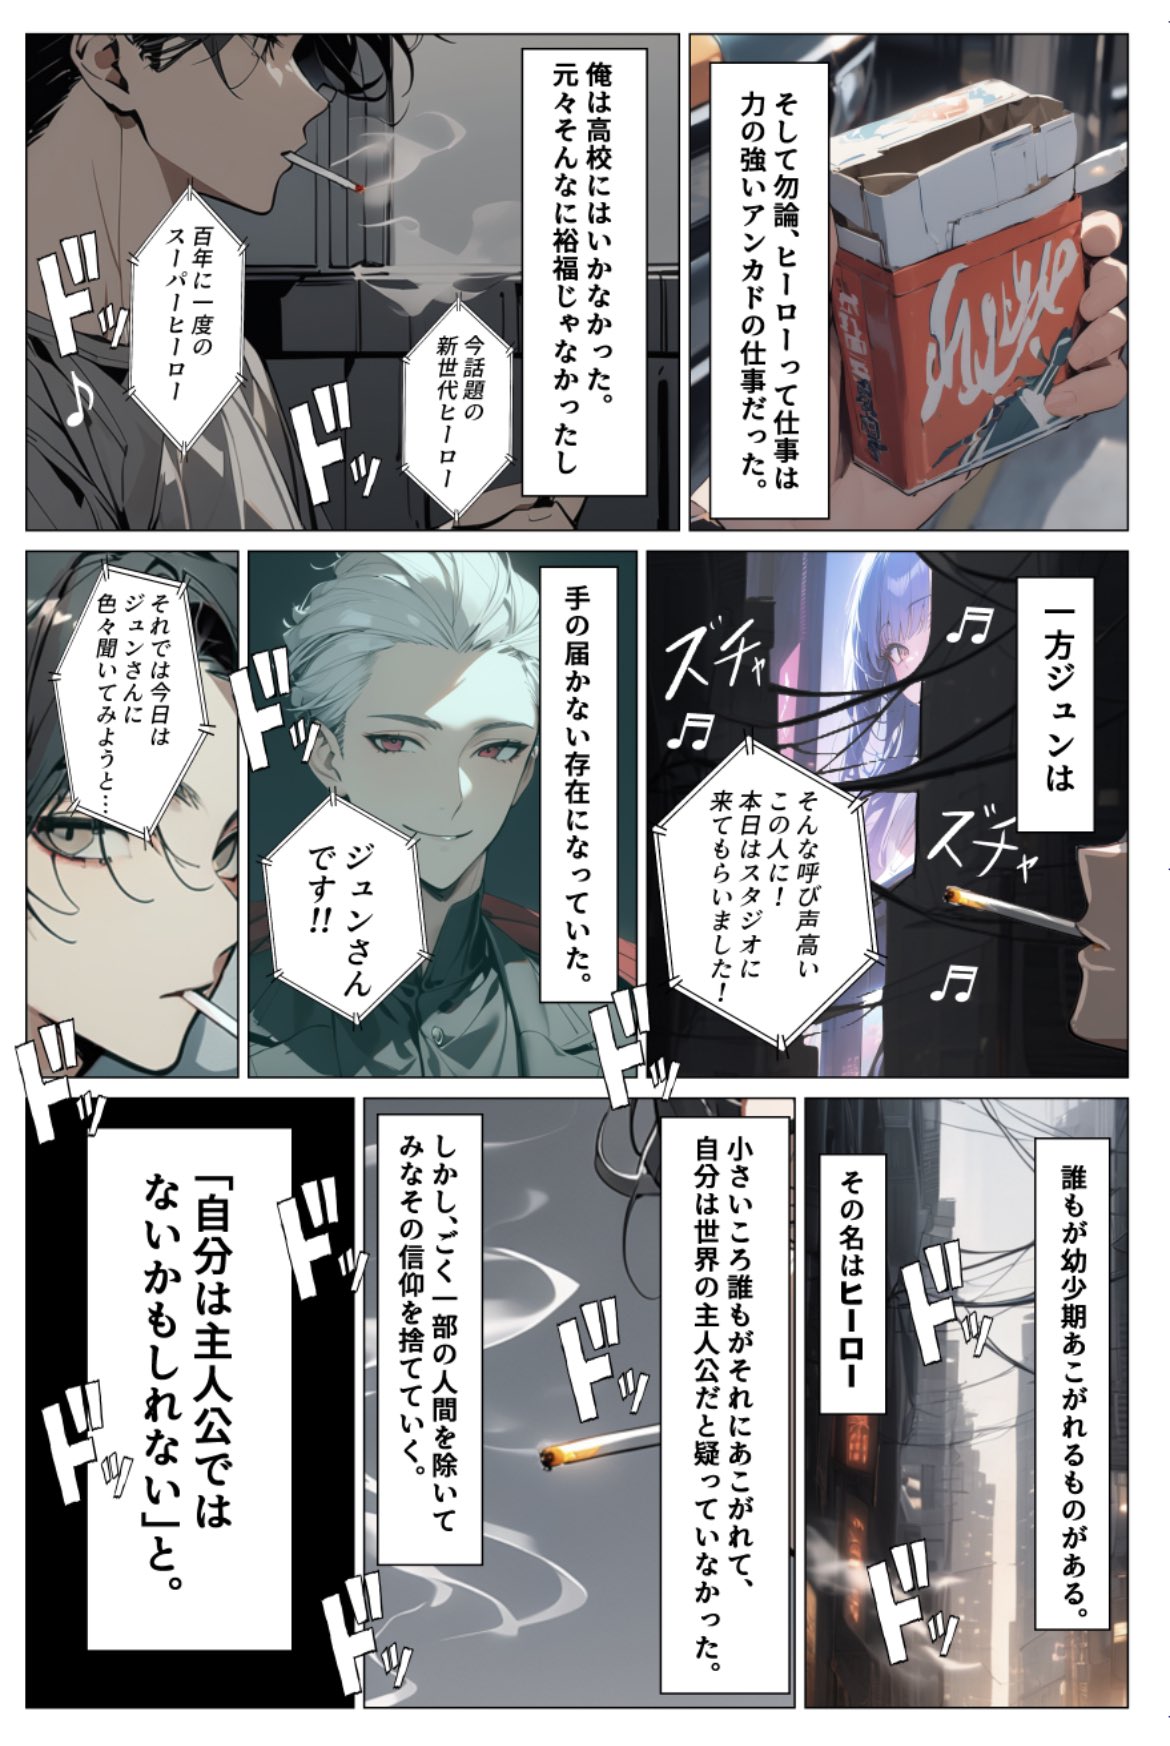 そして勿論、ヒーローって仕事は
力の強いアンカドの仕事だった。
俺は高校にはいかなかった。
元々そんなに裕福じゃなかったし
今話題の
新世代ヒーロー
百年に一度の
スーパーヒーロー
ドッ
ドッ
♪
一方ジュンは
ズチャ
ズチャ
そんな呼び声高い
この人に！
本日はスタジオに
来てもらいました！
手の届かない存在になっていた。
ジュンさん
です!!
ドッ
ドッ
それでは今日は
ジュンさんに
色々聞いてみようと…
ドッ
誰もが幼少期あこがれるものがある。
その名はヒーロー
ドッ
ドッ
小さいころ誰もがそれにあこがれて、
自分は世界の主人公だと疑っていなかった。
ドッ
しかし、ごく一部の人間を除いて
みなその信仰を捨てていく。
ドッ
ドッ
「自分は主人公では
ないかもしれない」と。
ドッ